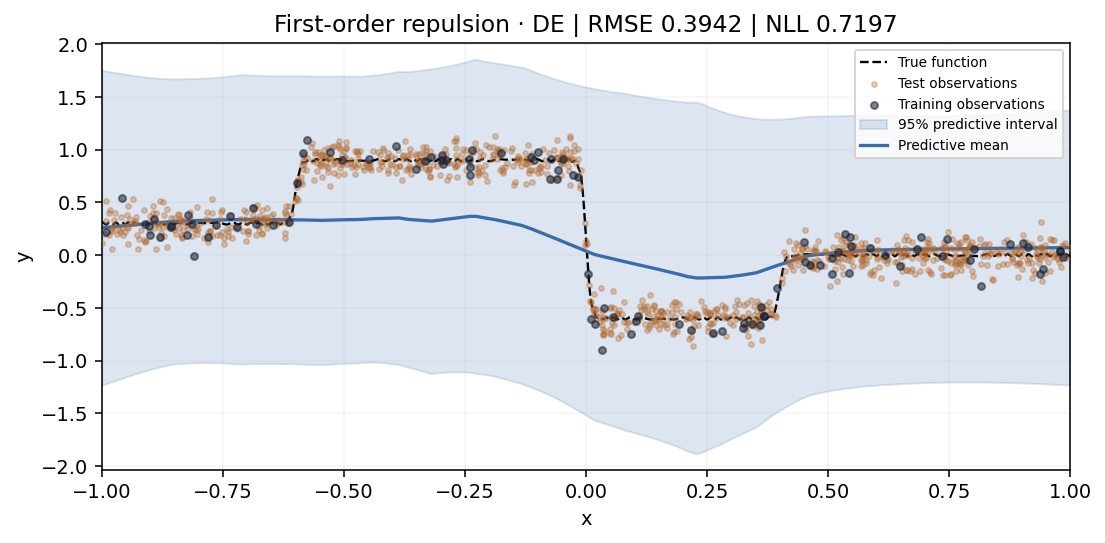 First-order repulsion · DE | RMSE 0.3942 | NLL 0.7197
2.0
1.5
1.0
0.5
0.0
−0.5
−1.0
−1.5
−2.0
y
True function
Test observations
Training observations
95% predictive interval
Predictive mean
−1.00 −0.75 −0.50 −0.25 0.00 0.25 0.50 0.75 1.00
x